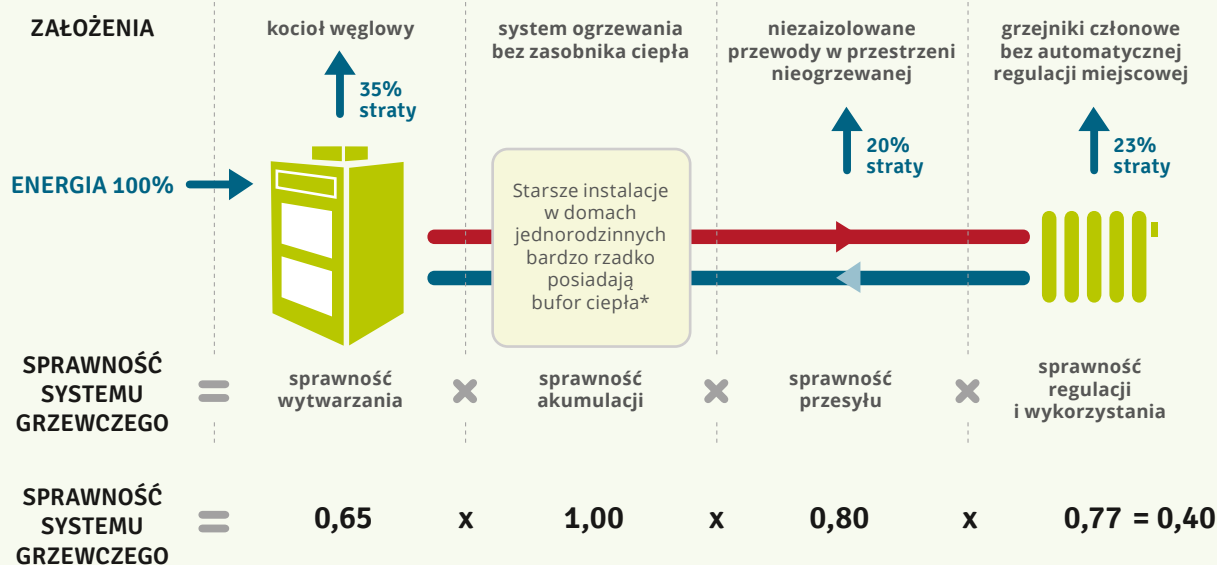 ZAŁOŻENIA
kocioł węglowy
35%
straty
system ogrzewania
bez zasobnika ciepła
niezaizolowane
przewody w przestrzeni
nieogrzewanej
20%
straty
grzejniki członowe
bez automatycznej
regulacji miejscowej
23%
straty
ENERGIA 100%
Starsze instalacje
w domach
jednorodzinnych
bardzo rzadko
posiadają
bufor ciepła*
SPRAWNOŚĆ
SYSTEMU
GRZEWCZEGO
=
sprawność
wytwarzania
×
sprawność
akumulacji
×
sprawność
przesyłu
×
sprawność
regulacji
i wykorzystania
SPRAWNOŚĆ
SYSTEMU
GRZEWCZEGO
= 0,65 x 1,00 x 0,80 x 0,77 = 0,40